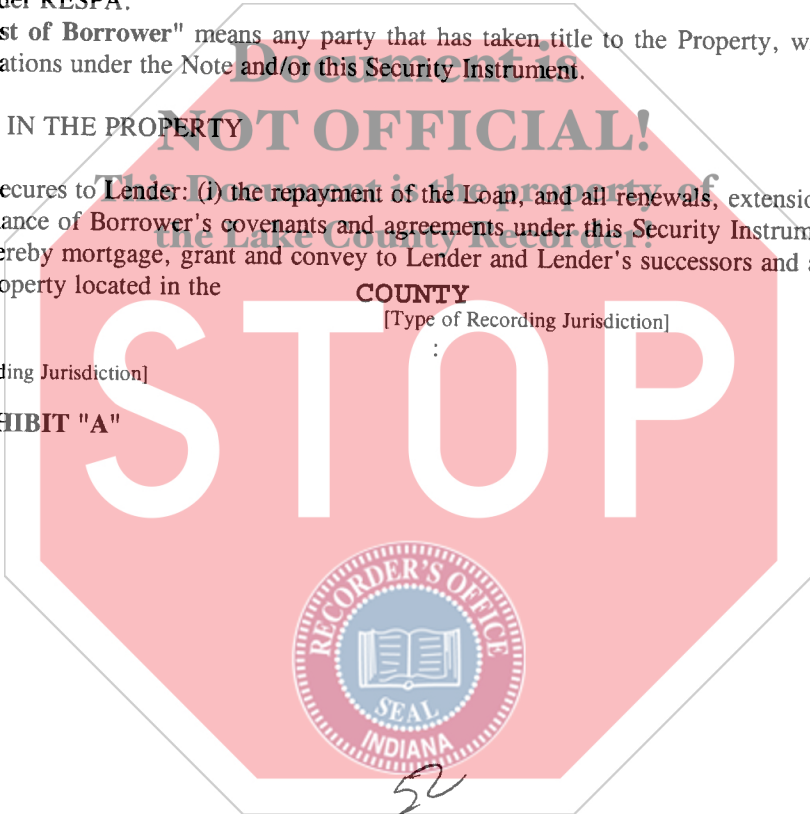 der RESPA.
st of Borrower" means any party that has taken title to the Property, w
ations under the Note and/or this Security Instrument.
Document is
IN THE PROPERTY
NOT OFFICIAL!
ecures to Lender: (i) the repayment of the Loan, and all renewals, extensio
This Document is the property of
ance of Borrower's covenants and agreements under this Security Instrum
the Lake County Recorder!
ereby mortgage, grant and convey to Lender and Lender's successors and a
operty located in the COUNTY
[Type of Recording Jurisdiction]
:
ding Jurisdiction]
HIBIT "A"
STOP
RECORDER'S OFFICE
SEAL
INDIANA
52